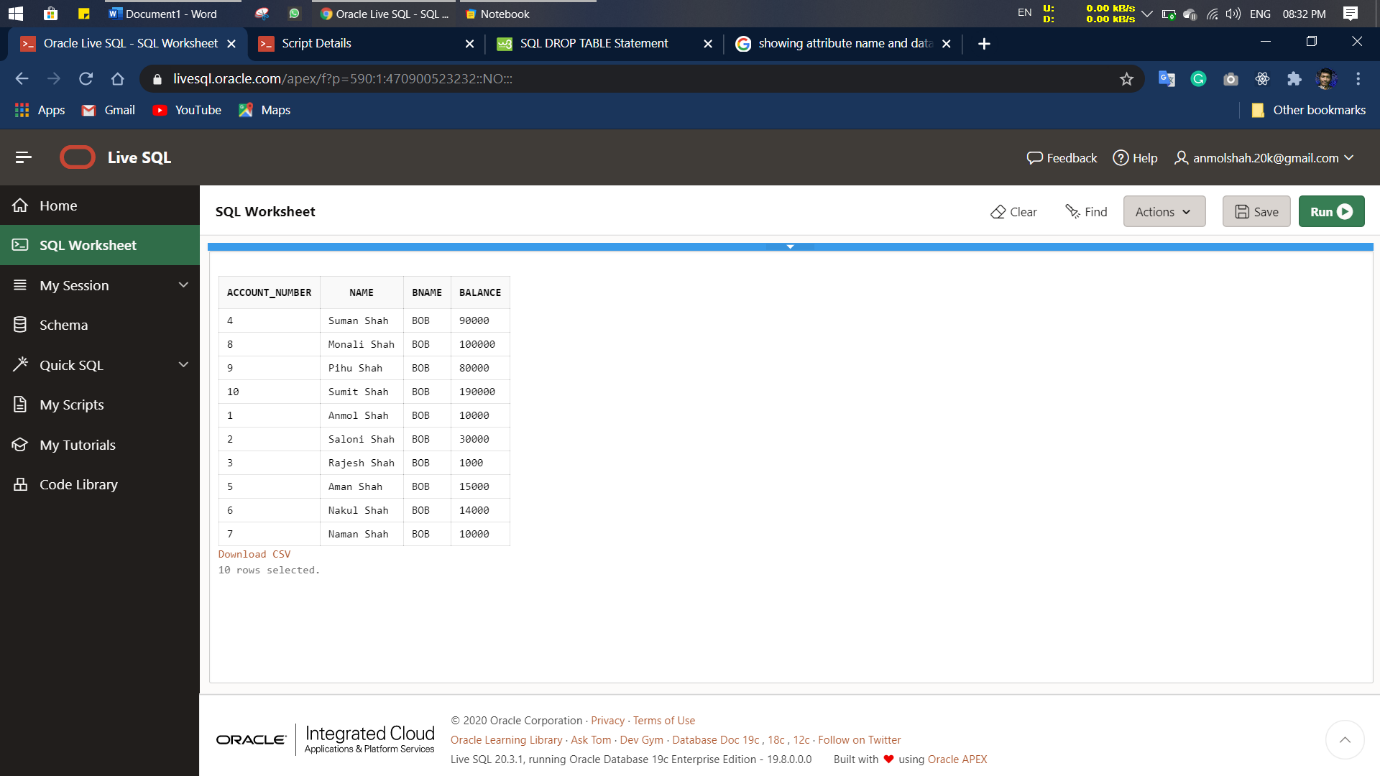 Document1 - Word
Oracle Live SQL - SQL ...
Notebook
EN
U: 0.00 kB/s
D: 0.00 kB/s
ENG 08:32 PM
Oracle Live SQL - SQL Worksheet
Script Details
SQL DROP TABLE Statement
showing attribute name and data
livesql.oracle.com/apex/f?p=590:1:470900523232::NO:::
Apps
Gmail
YouTube
Maps
Other bookmarks
Live SQL
Feedback
Help
anmolshah.20k@gmail.com
Home
SQL Worksheet
My Session
Schema
Quick SQL
My Scripts
My Tutorials
Code Library
SQL Worksheet
Clear
Find
Actions
Save
Run
ACCOUNT_NUMBER NAME BNAME BALANCE
4 Suman Shah BOB 90000
8 Monali Shah BOB 100000
9 Pihu Shah BOB 80000
10 Sumit Shah BOB 190000
1 Anmol Shah BOB 10000
2 Saloni Shah BOB 30000
3 Rajesh Shah BOB 1000
5 Aman Shah BOB 15000
6 Nakul Shah BOB 14000
7 Naman Shah BOB 10000
Download CSV
10 rows selected.
ORACLE
Integrated Cloud
Applications & Platform Services
© 2020 Oracle Corporation · Privacy · Terms of Use
Oracle Learning Library · Ask Tom · Dev Gym · Database Doc 19c , 18c , 12c · Follow on Twitter
Live SQL 20.3.1, running Oracle Database 19c Enterprise Edition - 19.8.0.0.0 Built with ❤ using Oracle APEX